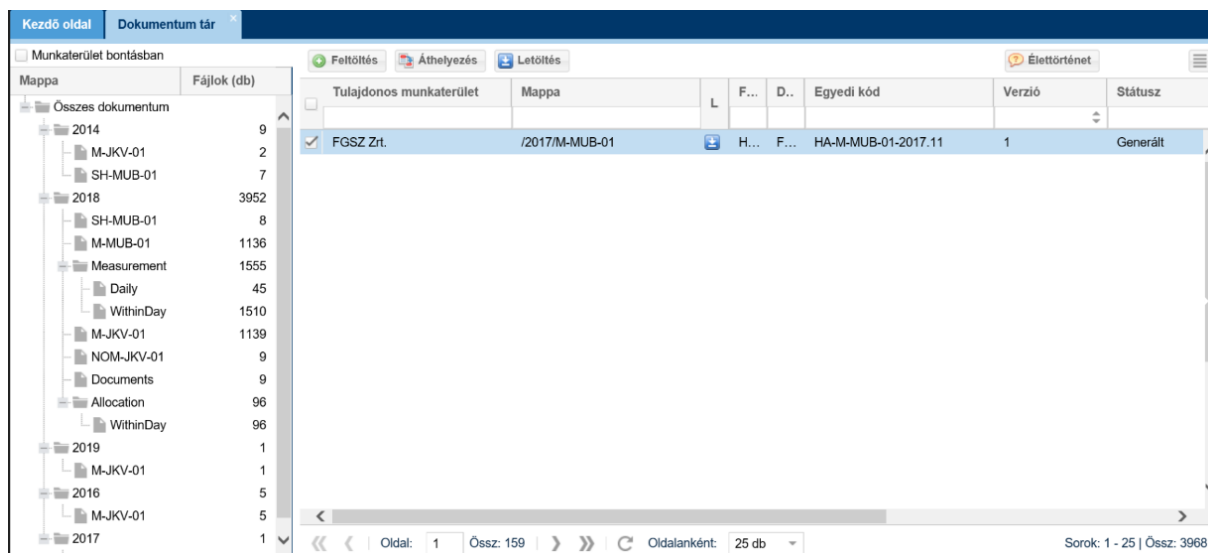 Kezdő oldal Dokumentum tár
Munkaterület bontásban
Feltöltés Áthelyezés Letöltés Élettörténet
Mappa Fájlok (db)
Tulajdonos munkaterület Mappa L F... D.. Egyedi kód Verzió Státusz
Összes dokumentum
2014 9
FGSZ Zrt. /2017/M-MUB-01 H... F... HA-M-MUB-01-2017.11 1 Generált
M-JKV-01 2
SH-MUB-01 7
2018 3952
SH-MUB-01 8
M-MUB-01 1136
Measurement 1555
Daily 45
WithinDay 1510
M-JKV-01 1139
NOM-JKV-01 9
Documents 9
Allocation 96
WithinDay 96
2019 1
M-JKV-01 1
2016 5
M-JKV-01 5
2017 1
Oldal: 1 Össz: 159 Oldalanként: 25 db Sorok: 1 - 25 | Össz: 3968